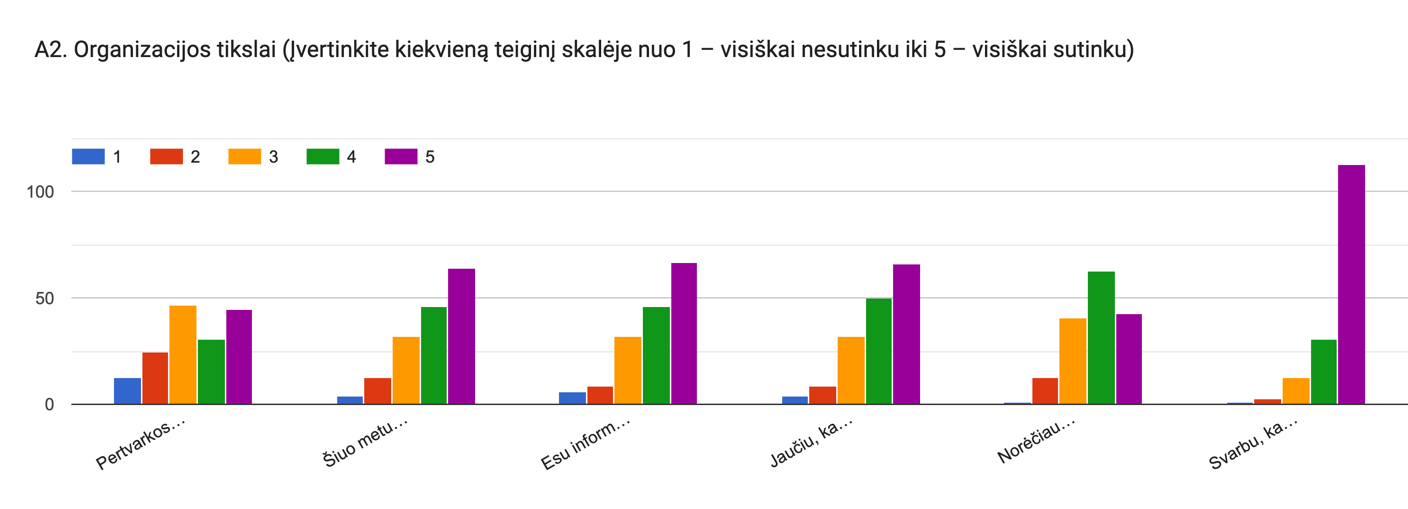 A2. Organizacijos tikslai (Įvertinkite kiekvieną teiginį skalėje nuo 1 – visiškai nesutinku iki 5 – visiškai sutinku)
1 2 3 4 5
100
50
0
Pertvarkos... Šiuo metu... Esu inform... Jaučiu, ka... Norėčiau... Svarbu, ka...